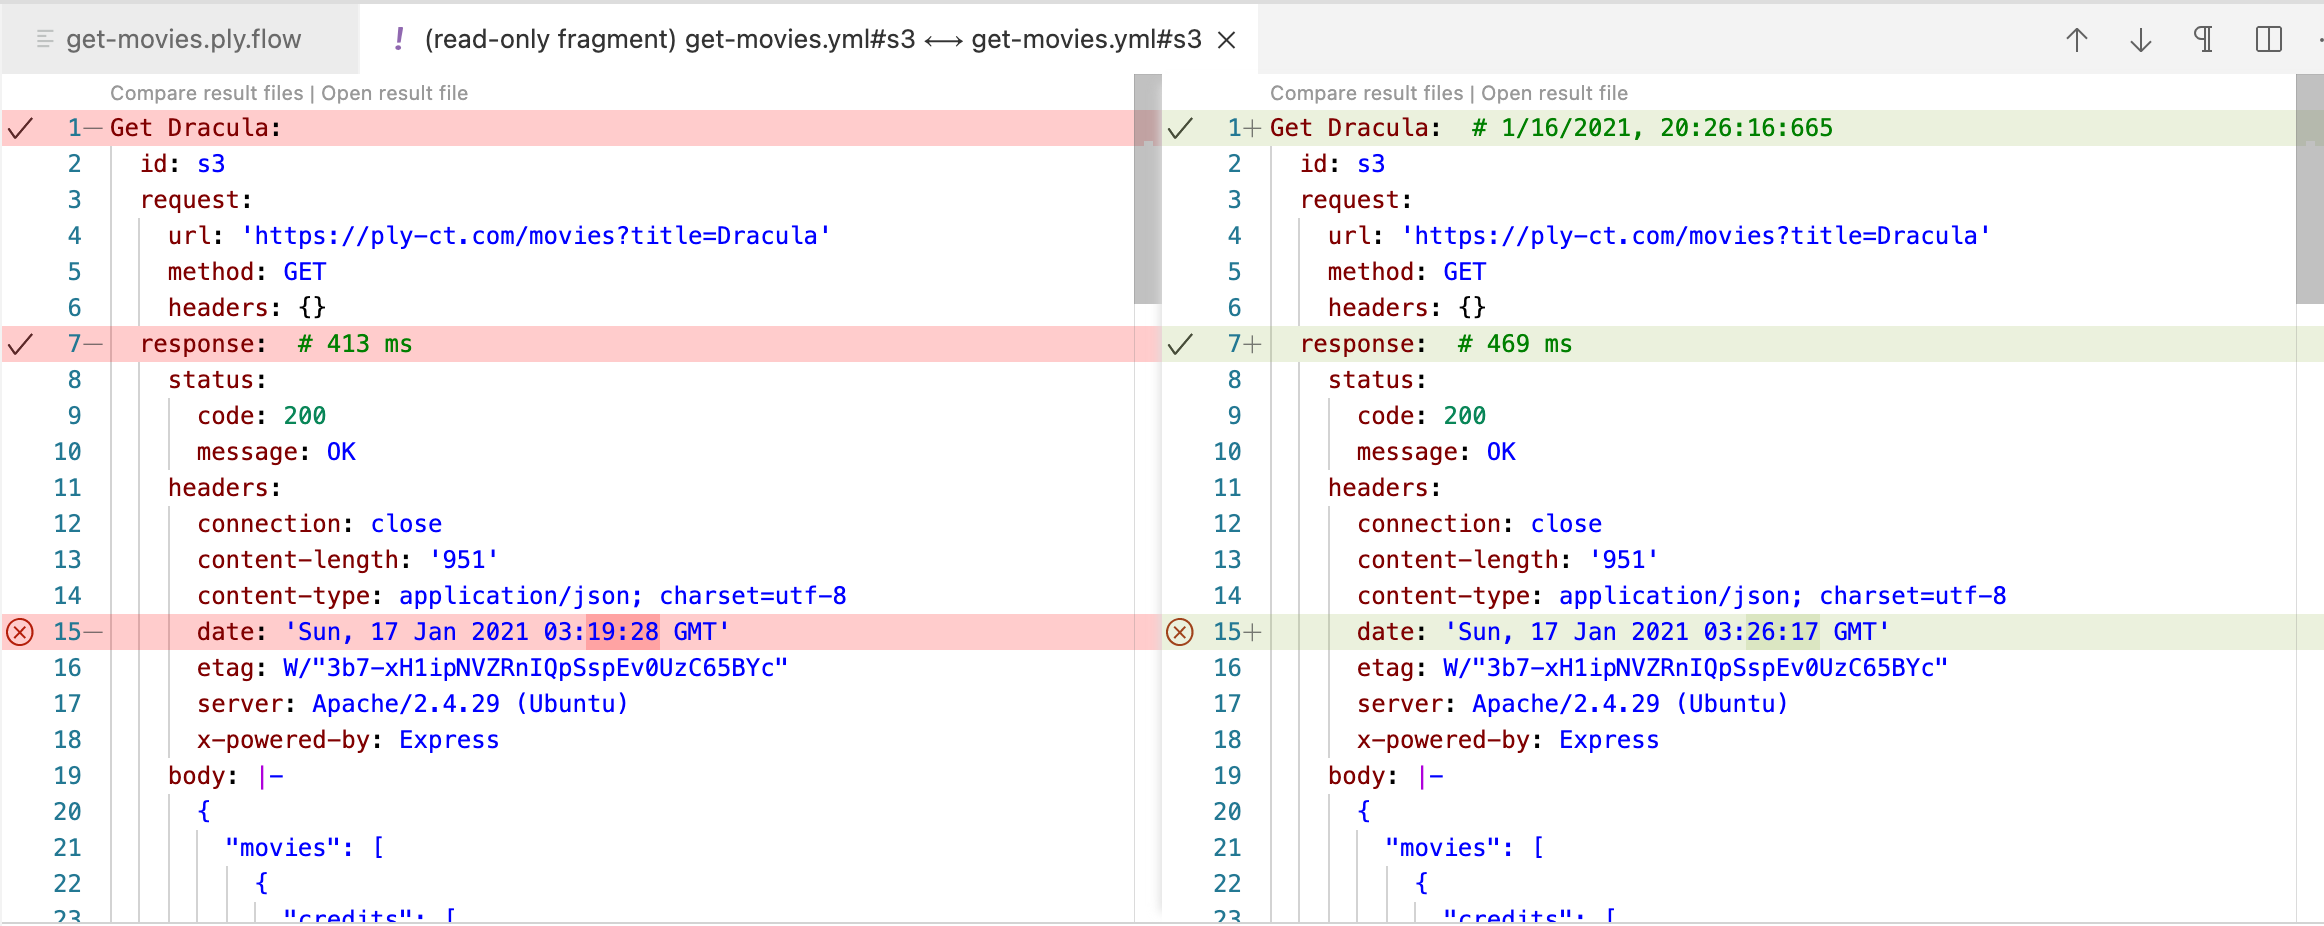 get-movies.ply.flow
! (read-only fragment) get-movies.yml#s3 ⟷ get-movies.yml#s3
Compare result files | Open result file
1 Get Dracula:
2 id: s3
3 request:
4 url: 'https://ply-ct.com/movies?title=Dracula'
5 method: GET
6 headers: {}
7 response: # 413 ms
8 status:
9 code: 200
10 message: OK
11 headers:
12 connection: close
13 content-length: '951'
14 content-type: application/json; charset=utf-8
15 date: 'Sun, 17 Jan 2021 03:19:28 GMT'
16 etag: W/"3b7-xH1ipNVZRnIQpSspEv0UzC65BYc"
17 server: Apache/2.4.29 (Ubuntu)
18 x-powered-by: Express
19 body: |-
20 {
21 "movies": [
22 {
23 "credits": [
Compare result files | Open result file
1 Get Dracula: # 1/16/2021, 20:26:16:665
2 id: s3
3 request:
4 url: 'https://ply-ct.com/movies?title=Dracula'
5 method: GET
6 headers: {}
7 response: # 469 ms
8 status:
9 code: 200
10 message: OK
11 headers:
12 connection: close
13 content-length: '951'
14 content-type: application/json; charset=utf-8
15 date: 'Sun, 17 Jan 2021 03:26:17 GMT'
16 etag: W/"3b7-xH1ipNVZRnIQpSspEv0UzC65BYc"
17 server: Apache/2.4.29 (Ubuntu)
18 x-powered-by: Express
19 body: |-
20 {
21 "movies": [
22 {
23 "credits": [